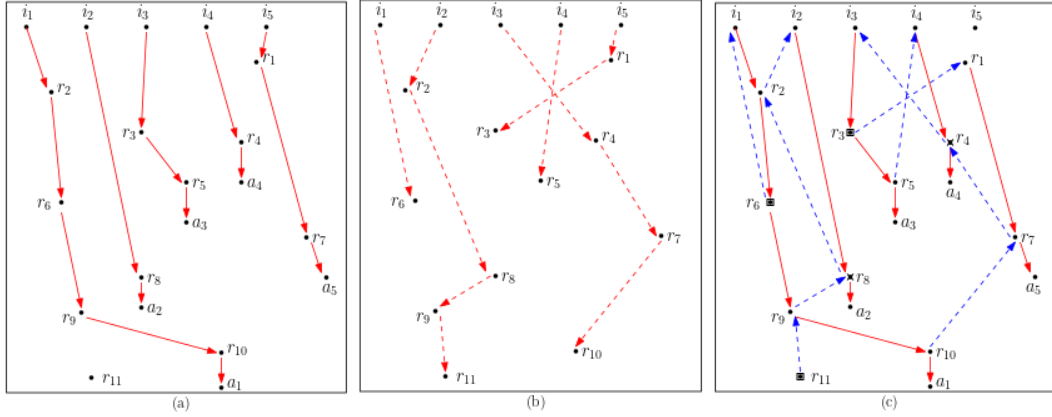 i₁ i₂ i₃ i₄ i₅
r₁
r₂
r₃
r₄
r₅ a₄
r₆
a₃
r₇
r₈ a₅
a₂
r₉
r₁₀
r₁₁ a₁
(a)
i₁ i₂ i₃ i₄ i₅
r₁
r₂
r₃
r₄
r₅
r₆
r₇
r₈
r₉
r₁₀
r₁₁
(b)
i₁ i₂ i₃ i₄ i₅
r₁
r₂
r₃
r₄
r₅ a₄
r₆
a₃
r₇
r₈ a₅
a₂
r₉
r₁₀
r₁₁ a₁
(c)